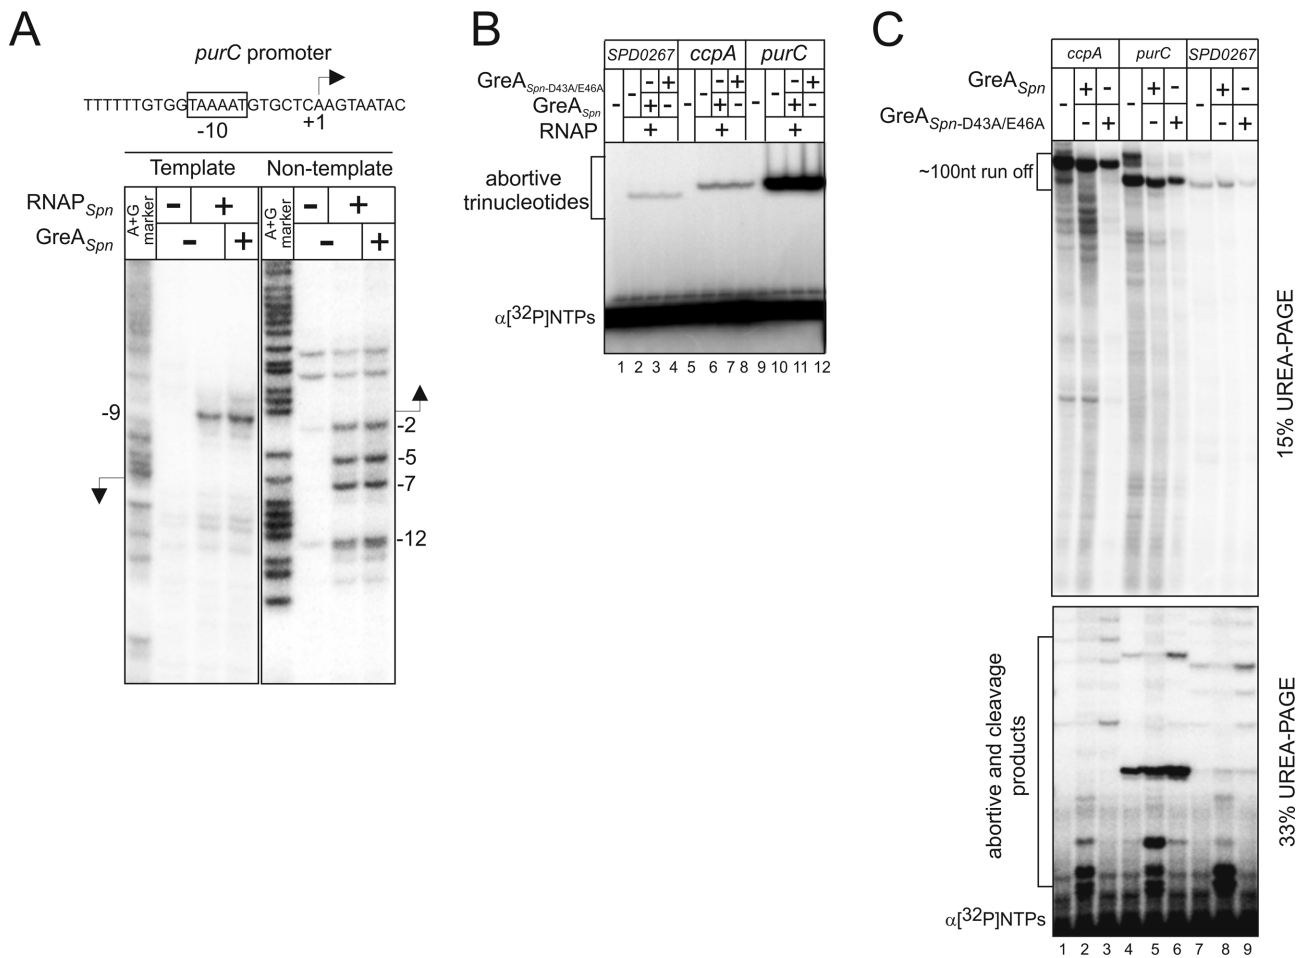 A
purC promoter
TTTTTTGTGGTAAAATGTGCTCAAGTAATAC
-10
+1
Template
Non-template
RNAPSpn
GreASpn
A+G marker
- +
- +
A+G marker
- +
- +
-9
-2
-5
-7
-12
B
SPD0267 ccpA purC
GreASpn-D43A/E46A
- + - + - +
GreASpn
- - + - - - + - - - + -
RNAP
+ + +
abortive
trinucleotides
α[32P]NTPs
1 2 3 4 5 6 7 8 9 10 11 12
C
ccpA purC SPD0267
GreASpn
- + - + - +
GreASpn-D43A/E46A
- + - + - +
~100nt run off
15% UREA-PAGE
abortive and cleavage
products
33% UREA-PAGE
α[32P]NTPs
1 2 3 4 5 6 7 8 9